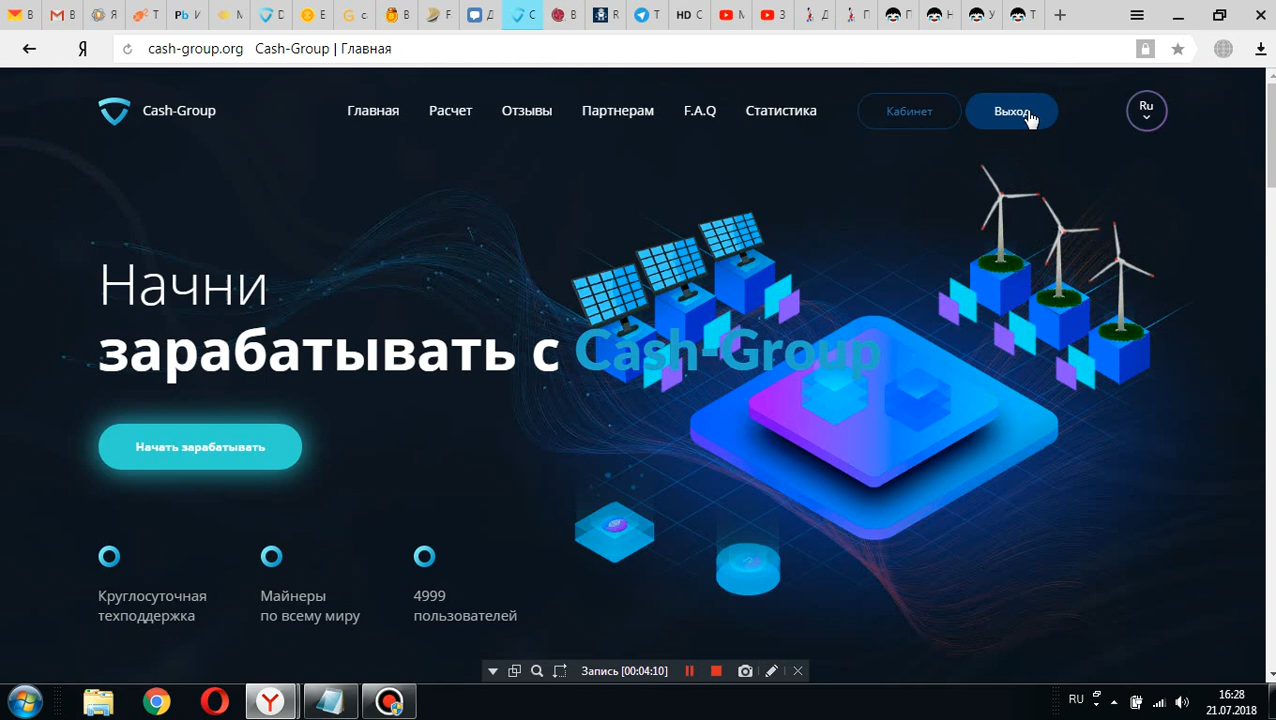 В
М
Я
T
Pb И
М
D
Е
с
В
F
Д
С
В
R
Т
HD С
М
З
Д
П
П
Н
У
Т
Я
cash-group.org Cash-Group | Главная
Cash-Group
Главная
Расчет
Отзывы
Партнерам
F.A.Q
Статистика
Кабинет
Выход
Ru
Начни
зарабатывать с Cash-Group
Начать зарабатывать
Круглосуточная
техподдержка
Майнеры
по всему миру
4999
пользователей
Запись [00:04:10]
RU
16:28
21.07.2018